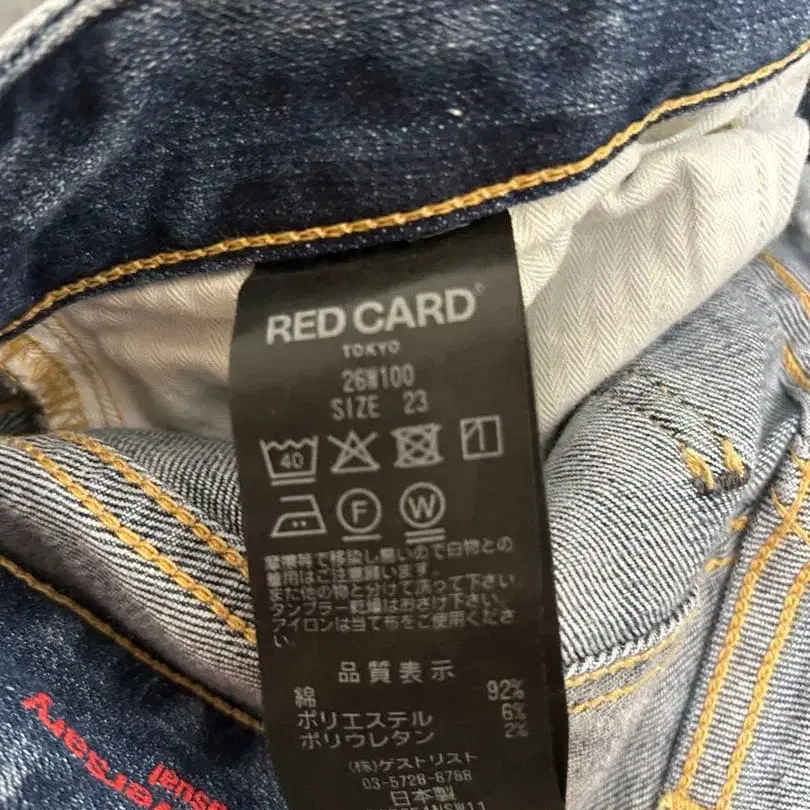 RED CARD
TOKYO
26W100
SIZE 23
40
F W
摩擦等で移染し易いので白物との
着用はご注意願います。
また他の物と分けて洗って下さい。
タンブラー乾燥はおさけ下さい。
アイロンは当て布をご使用くださ
い。
品質表示
綿 92%
ポリエステル 6%
ポリウレタン 2%
(株)ゲストリスト
03-5728-8788
日本製
versary
usual